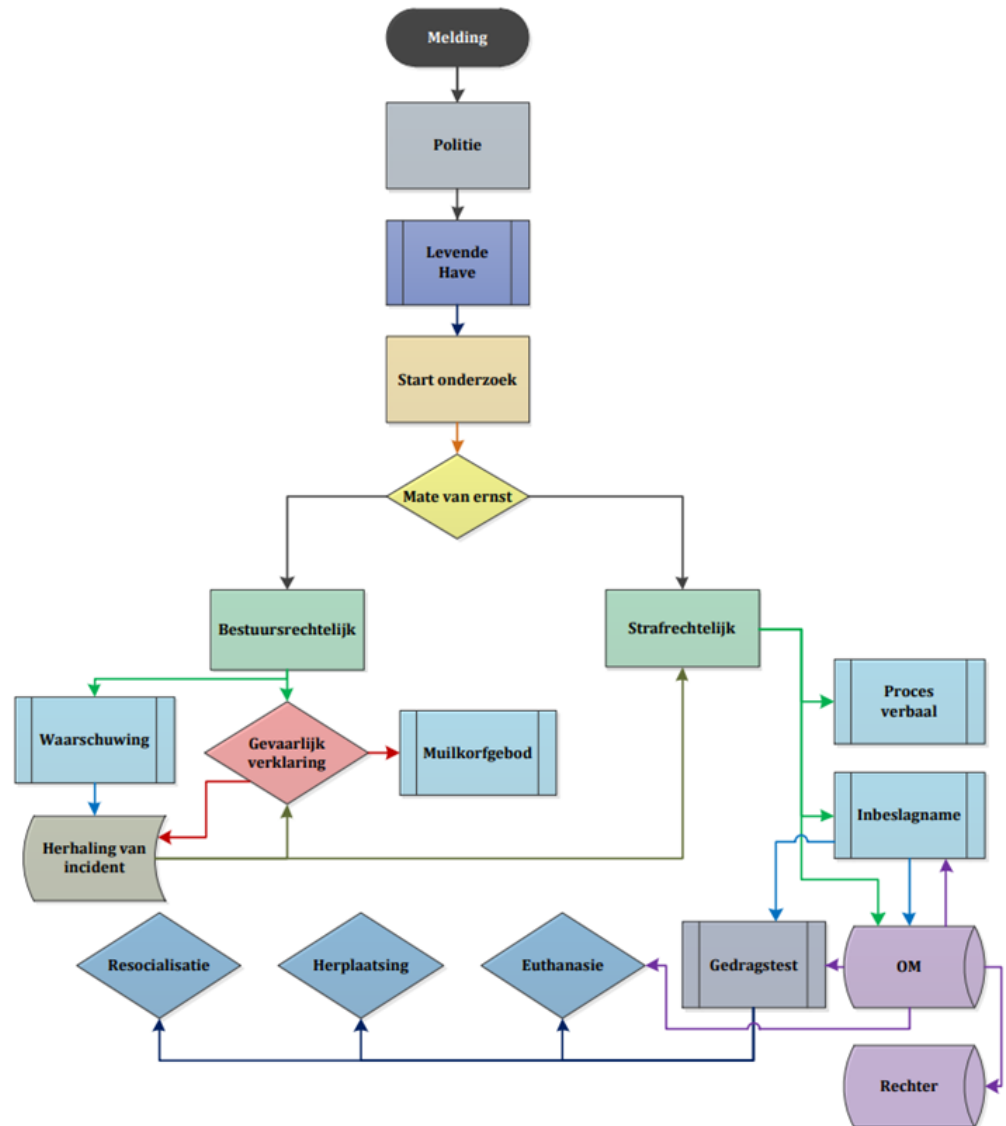 Melding
Politie
Levende
Have
Start onderzoek
Mate van ernst
Bestuursrechtelijk
Strafrechtelijk
Waarschuwing
Gevaarlijk
verklaring
Muilkorfgebod
Proces
verbaal
Herhaling van
incident
Inbeslagname
Resocialisatie
Herplaatsing
Euthanasie
Gedragstest
OM
Rechter